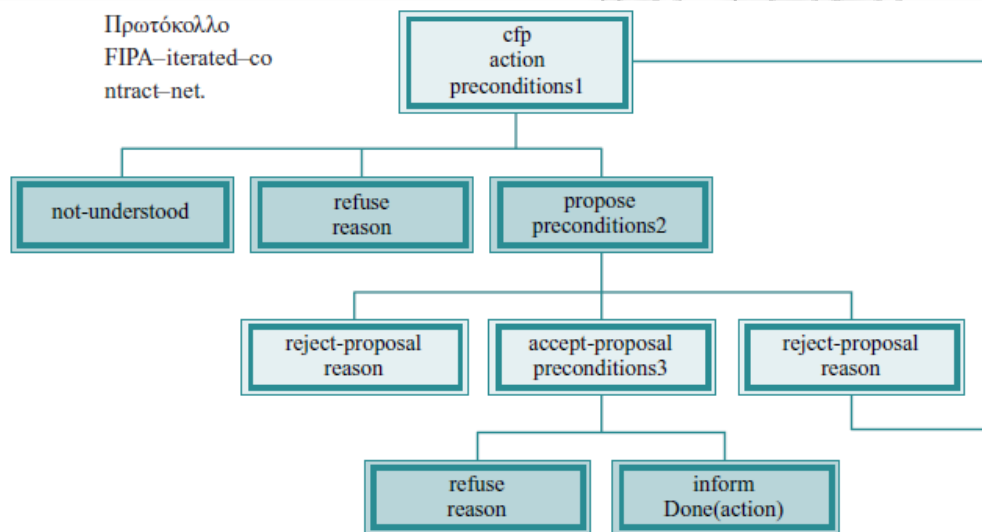 Πρωτόκολλο
FIPA–iterated–co
ntract–net.
cfp
action
preconditions1
not-understood
refuse
reason
propose
preconditions2
reject-proposal
reason
accept-proposal
preconditions3
reject-proposal
reason
refuse
reason
inform
Done(action)